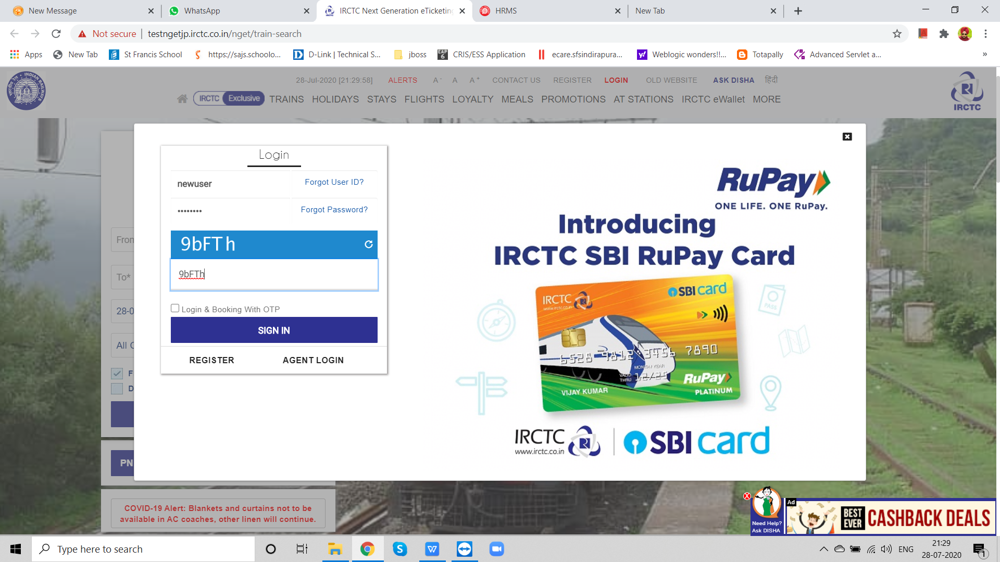 New Message
WhatsApp
IRCTC Next Generation eTicketing
HRMS
New Tab
Not secure | testngetjp.irctc.co.in/nget/train-search
Apps
New Tab
St Francis School
https://sajs.schoolo...
D-Link | Technical S...
jboss
CRIS/ESS Application
ecare.sfsindirapura...
Weblogic wonders!!...
Totapally
Advanced Servlet a...
»
28-Jul-2020 [21:29:58]
ALERTS
A-
A
A+
CONTACT US
REGISTER
LOGIN
OLD WEBSITE
ASK DISHA
हिंदी
IRCTC Exclusive
TRAINS
HOLIDAYS
STAYS
FLIGHTS
LOYALTY
MEALS
PROMOTIONS
AT STATIONS
IRCTC eWallet
MORE
INDIAN RAILWAYS
भारतीय रेल
IRCTC
Login
newuser
Forgot User ID?
••••••••
Forgot Password?
9bFTh
9bFTh
Login & Booking With OTP
SIGN IN
REGISTER
AGENT LOGIN
From
To*
28-0
All C
F
D
PN
COVID-19 Alert: Blankets and curtains not to be
available in AC coaches, other linen will continue.
RuPay
ONE LIFE. ONE RuPay.
Introducing
IRCTC SBI RuPay Card
IRCTC
www.irctc.co.in
SBI card
6528 9812 3456 7890
MONTH / YEAR
VALID
THRU 12/25
VIJAY KUMAR
RuPay
PLATINUM
PASS
IRCTC
www.irctc.co.in
SBI card
Need Help?
Ask DISHA
X
Ad
BEST
EVER
CASHBACK DEALS
Type here to search
ENG
21:29
28-07-2020
1